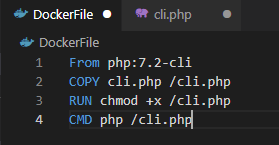 DockerFile cli.php
DockerFile
1 From php:7.2-cli
2 COPY cli.php /cli.php
3 RUN chmod +x /cli.php
4 CMD php /cli.php